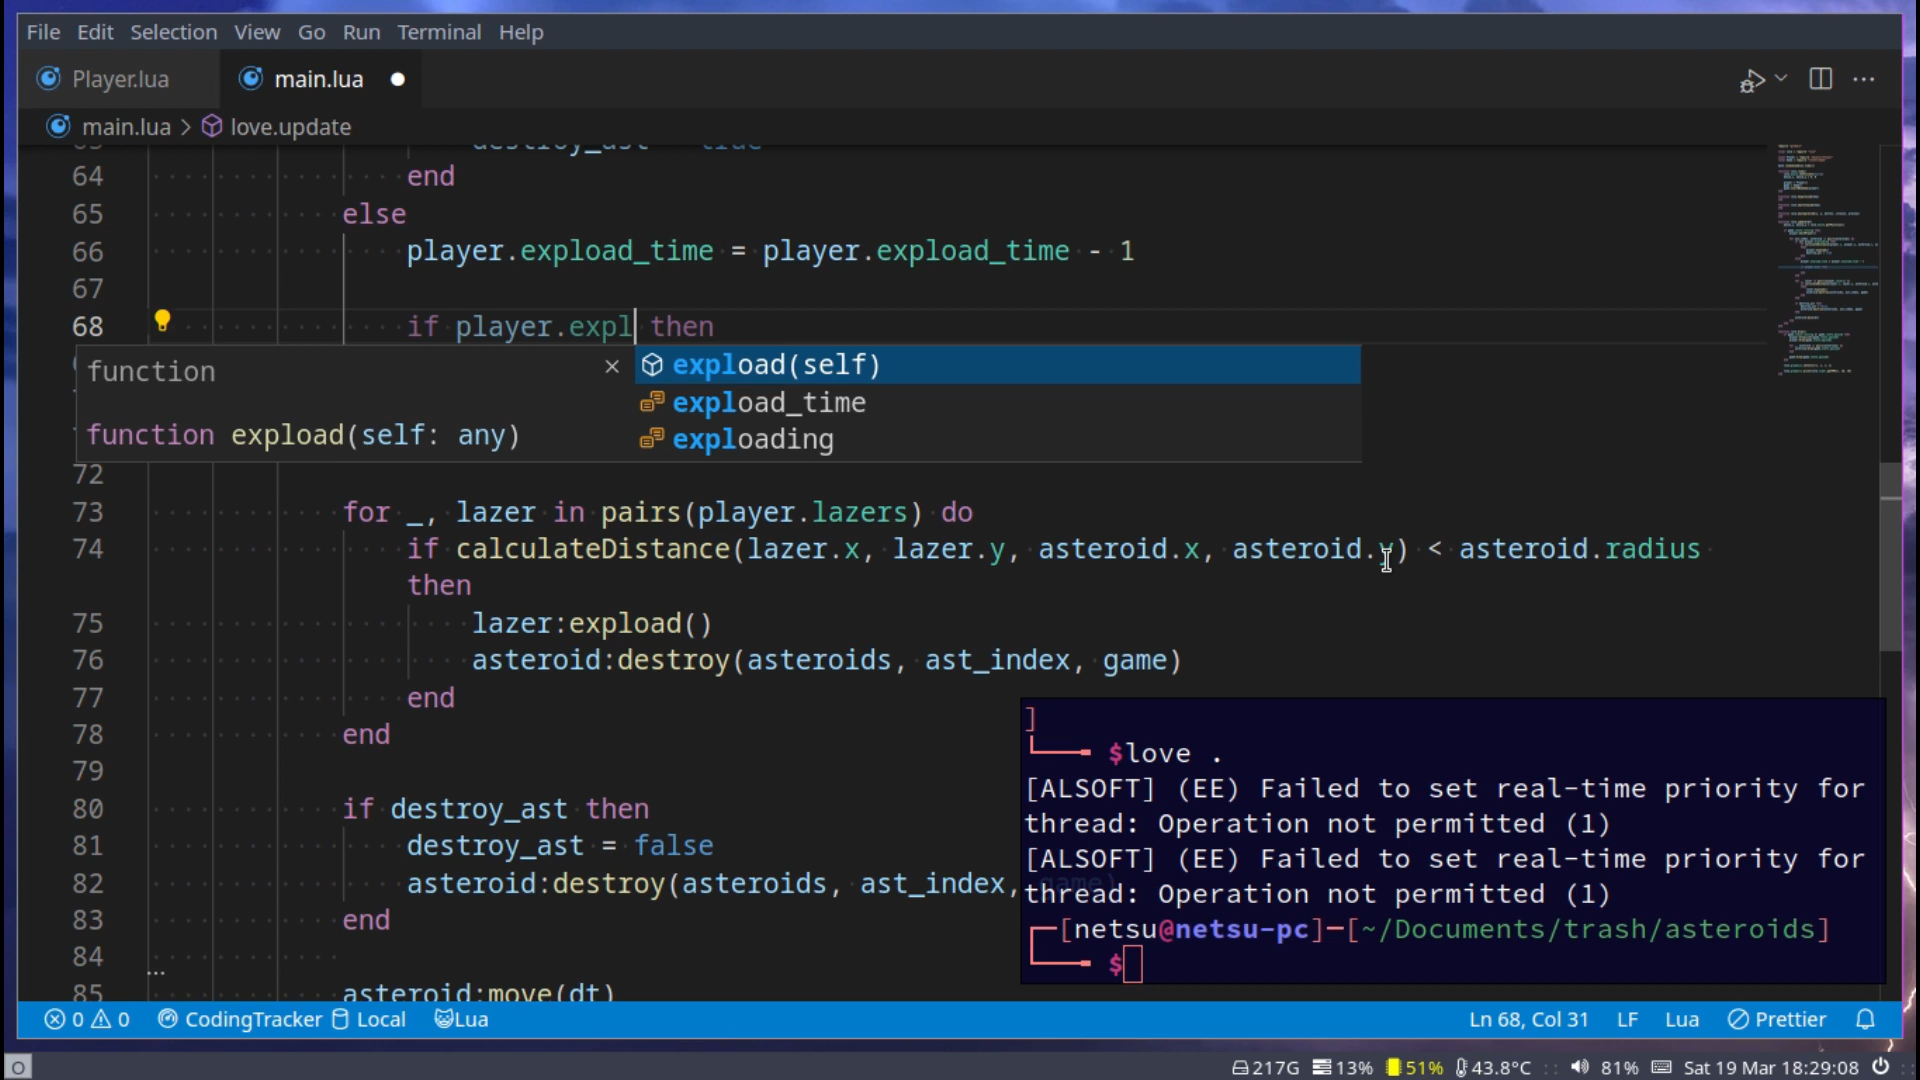 File Edit Selection View Go Run Terminal Help
Player.lua main.lua
main.lua > love.update
destroy_ast = true
64 end
65 else
66 player.expload_time = player.expload_time - 1
67
68 if player.expl then
function
expload(self)
expload_time
function expload(self: any)
exploading
72
73 for _, lazer in pairs(player.lazers) do
74 if calculateDistance(lazer.x, lazer.y, asteroid.x, asteroid.y) < asteroid.radius
then
75 lazer:expload()
76 asteroid:destroy(asteroids, ast_index, game)
77 end
78 end
79
80 if destroy_ast then
81 destroy_ast = false
82 asteroid:destroy(asteroids, ast_index, game)
83 end
84
85 asteroid:move(dt)
]
$love .
[ALSOFT] (EE) Failed to set real-time priority for
thread: Operation not permitted (1)
[ALSOFT] (EE) Failed to set real-time priority for
thread: Operation not permitted (1)
[netsu@netsu-pc]-[~/Documents/trash/asteroids]
$
0 0 CodingTracker Local Lua Ln 68, Col 31 LF Lua Prettier
217G 13% 51% 43.8°C 81% Sat 19 Mar 18:29:08